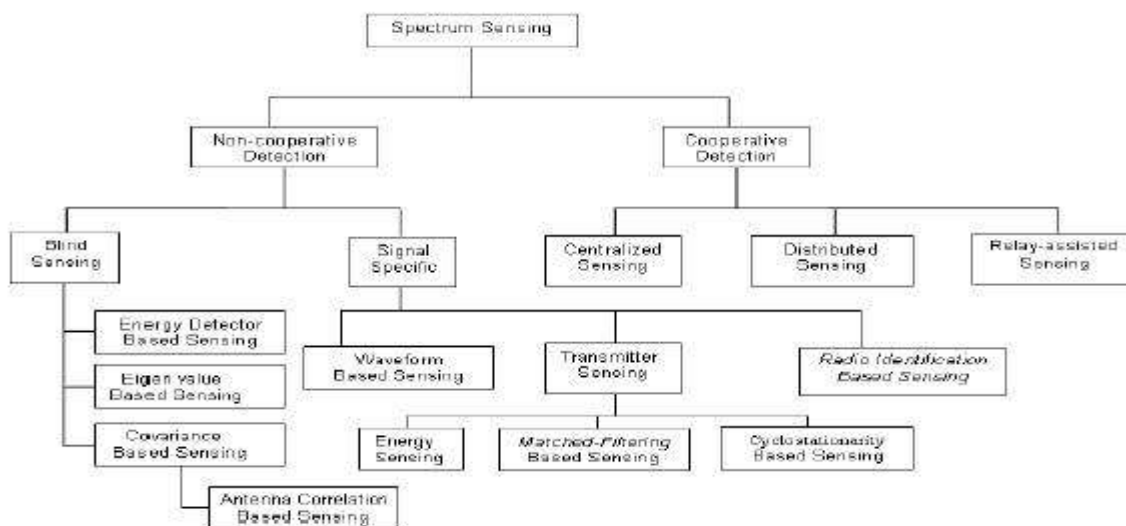 Spectrum Sensing
Non-cooperative
Detection
Cooperative
Detection
Blind
Sensing
Signal
Specific
Centralized
Sensing
Distributed
Sensing
Relay-assisted
Sensing
Energy Detector
Based Sensing
Eigen value
Based Sensing
Covariance
Based Sensing
Antenna Correlation
Based Sensing
Waveform
Based Sensing
Transmitter
Sensing
Radio Identification
Based Sensing
Energy
Sensing
Matched-Filtering
Based Sensing
Cyclostationarity
Based Sensing